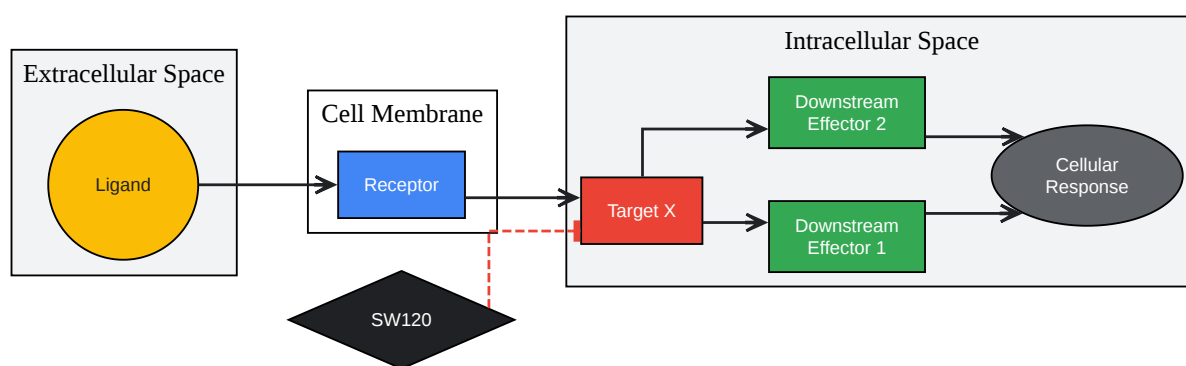 Extracellular Space
Ligand
Cell Membrane
Receptor
SW120
Intracellular Space
Target X
Downstream
Effector 2
Downstream
Effector 1
Cellular
Response